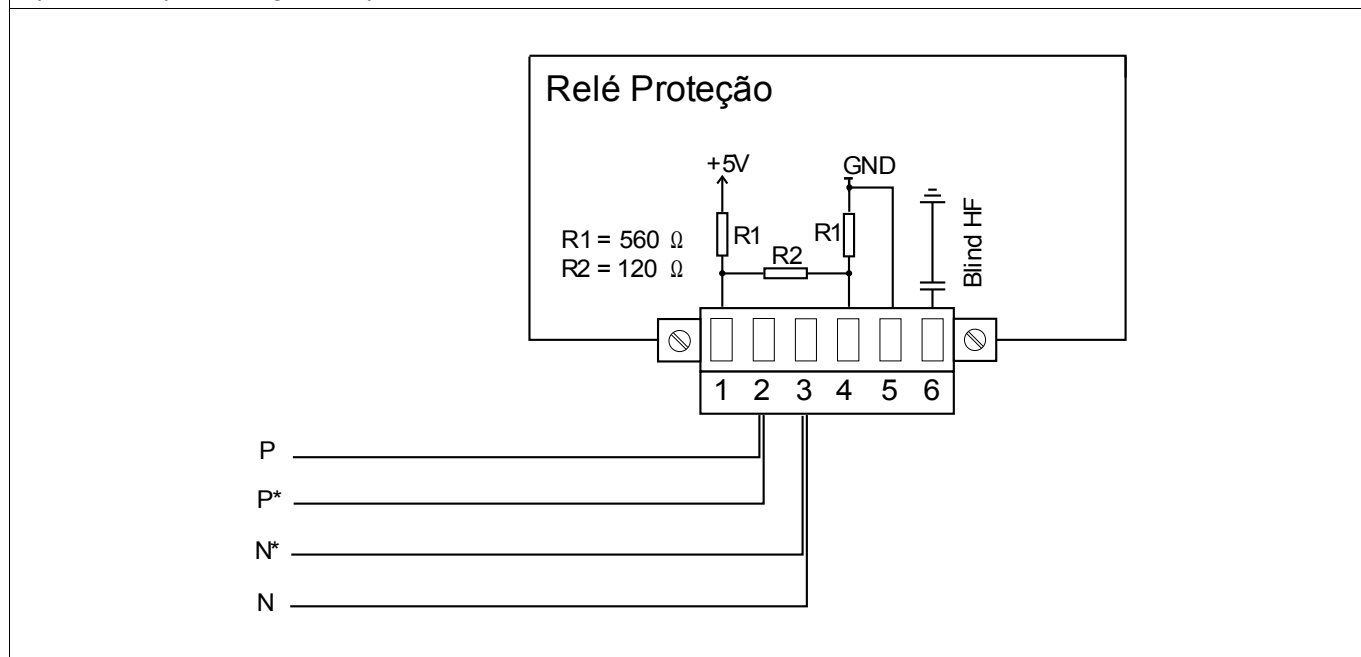 Relé Proteção
+5V
GND
R1 = 560 Ω
R2 = 120 Ω
R1
R2
R1
Blind HF
1 2 3 4 5 6
P
P*
N*
N